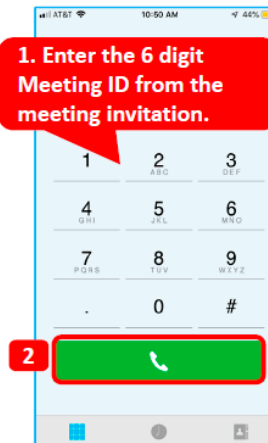 AT&T 10:50 AM 44%
1. Enter the 6 digit
Meeting ID from the
meeting invitation.
1 2 3
ABC DEF
4 5 6
GHI JKL MNO
7 8 9
PQRS TUV WXYZ
. 0 #
2